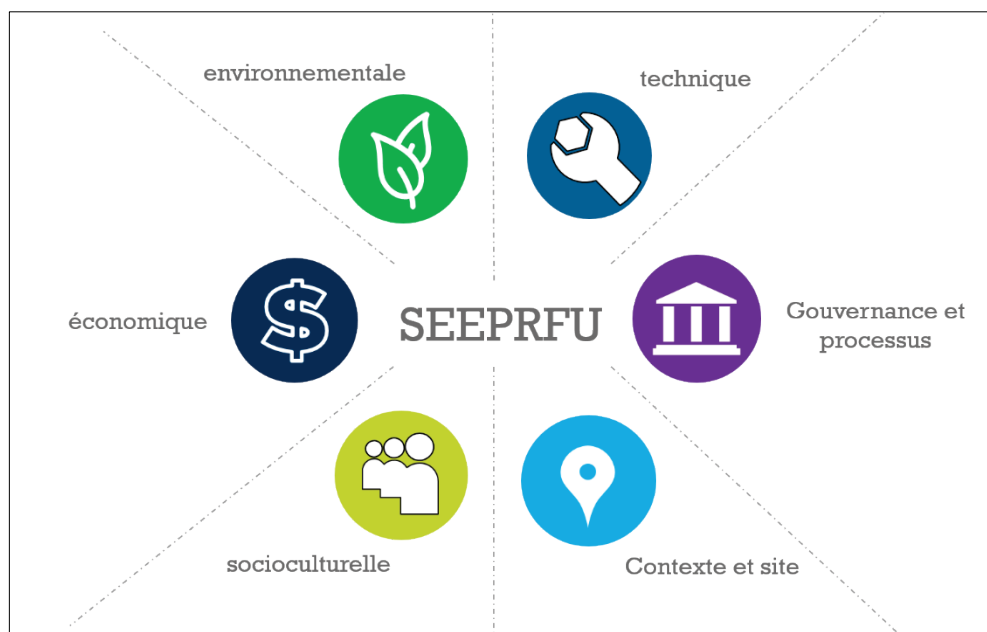 environnementale
technique
économique
SEEPRFU
Gouvernance et
processus
socioculturelle
Contexte et site